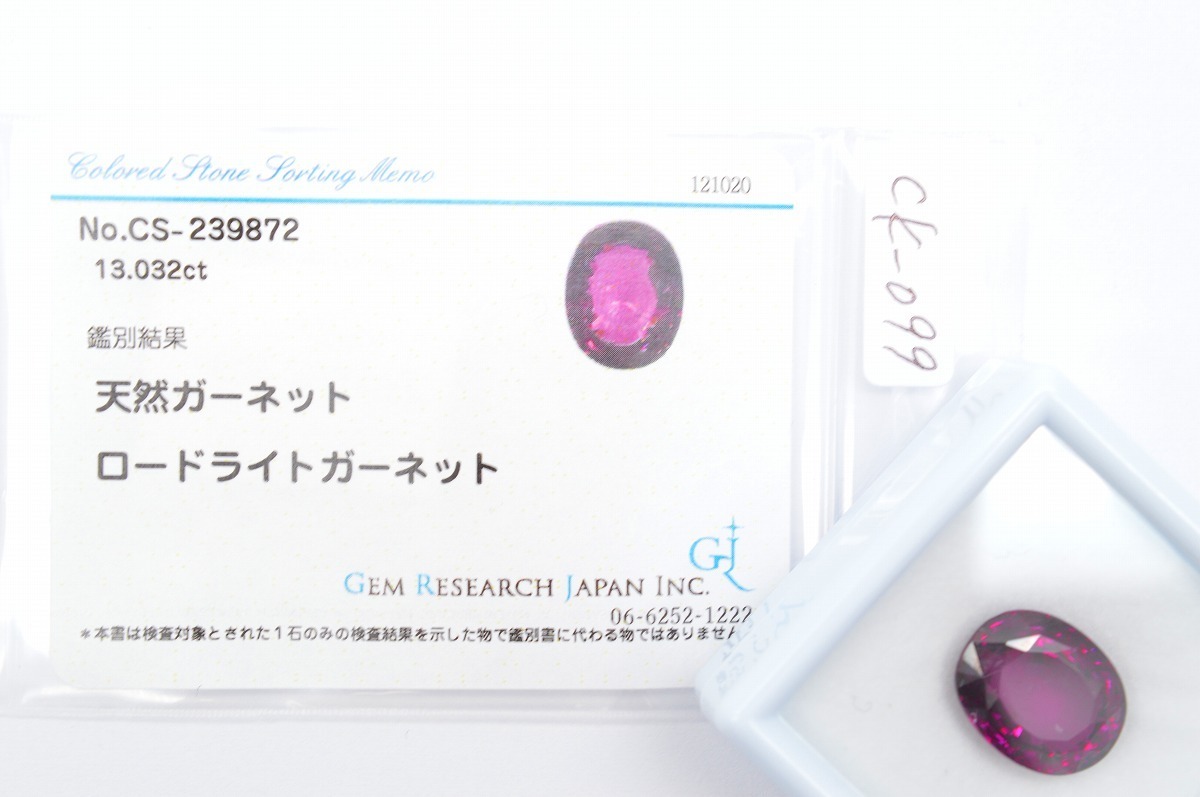 Colored Stone Sorting Memo
121020
No.CS-239872
13.032ct
鑑別結果
天然ガーネット
ロードライトガーネット
GJR
GEM RESEARCH JAPAN INC.
06-6252-1222
*本書は検査対象とされた1石のみの検査結果を示した物で鑑別書に代わる物ではありません
CK-099